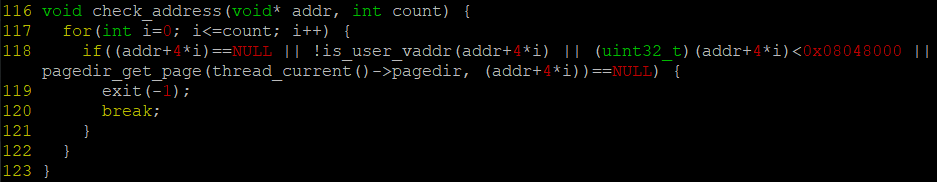 116 void check_address(void* addr, int count) {
117   for(int i=0; i<=count; i++) {
118     if((addr+4*i)==NULL || !is_user_vaddr(addr+4*i) || (uint32_t)(addr+4*i)<0x08048000 ||
pagedir_get_page(thread_current()->pagedir, (addr+4*i))==NULL) {
119       exit(-1);
120       break;
121     }
122   }
123 }